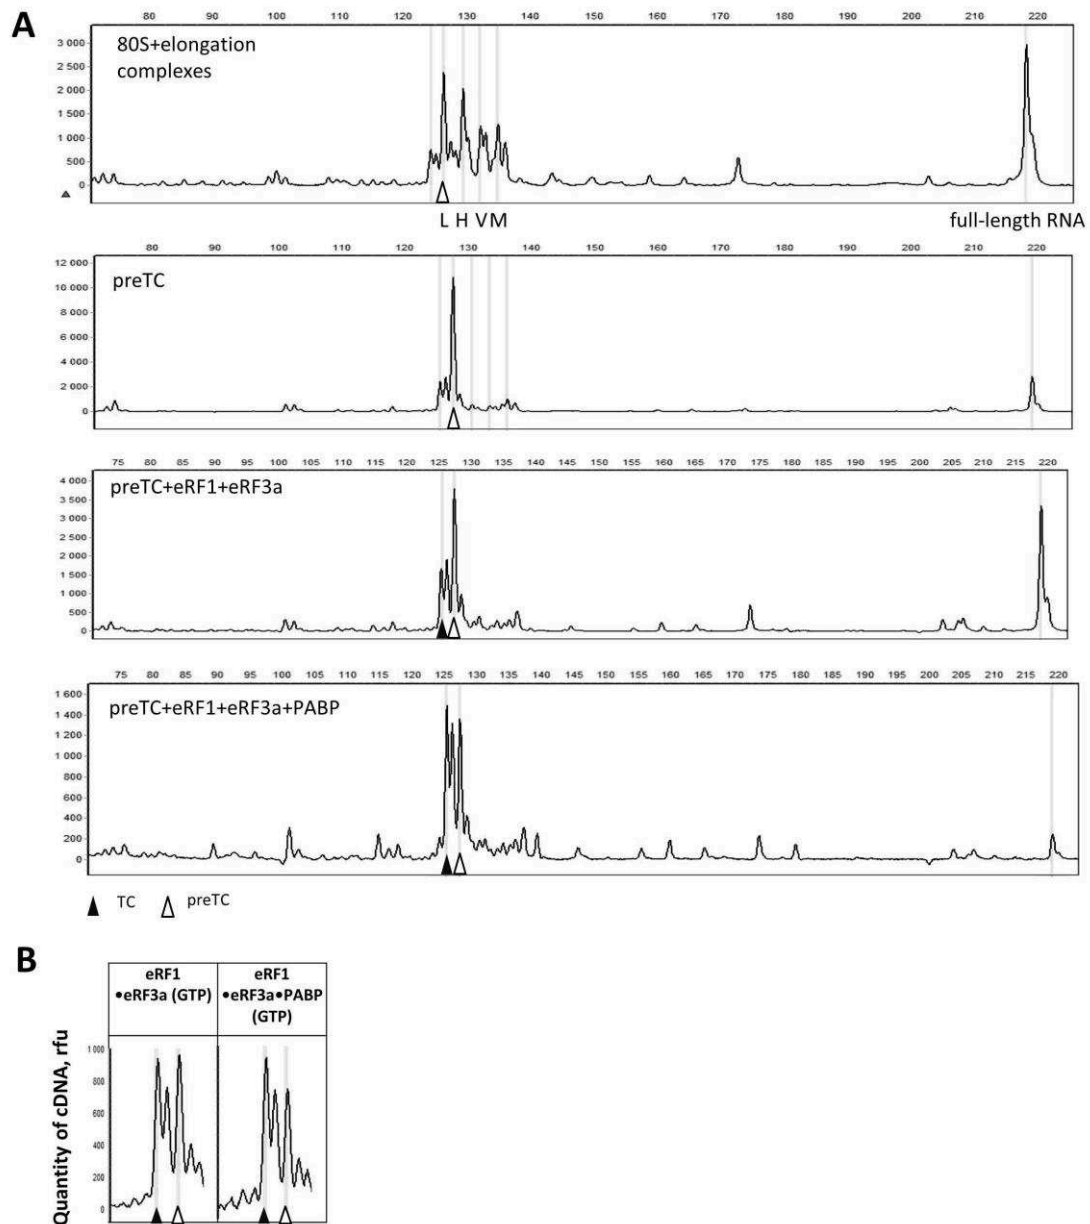 A
80 90 100 110 120 130 140 150 160 170 180 190 200 210 220
80S+elongation
complexes
3 000
2 500
2 000
1 500
1 000
500
0
L H V M full-length RNA
80 90 100 110 120 130 140 150 160 170 180 190 200 210 220
preTC
12 000
10 000
8 000
6 000
4 000
2 000
0
75 80 85 90 95 100 105 110 115 120 125 130 135 140 145 150 155 160 165 170 175 180 185 190 195 200 205 210 215 220
preTC+eRF1+eRF3a
4 000
3 500
3 000
2 500
2 000
1 500
1 000
500
0
75 80 85 90 95 100 105 110 115 120 125 130 135 140 145 150 155 160 165 170 175 180 185 190 195 200 205 210 215 220
preTC+eRF1+eRF3a+PABP
1 600
1 400
1 200
1 000
800
600
400
200
0
TC preTC
B
eRF1
•eRF3a (GTP)
eRF1
•eRF3a•PABP
(GTP)
Quantity of cDNA, rfu
1 000
800
600
400
200
0